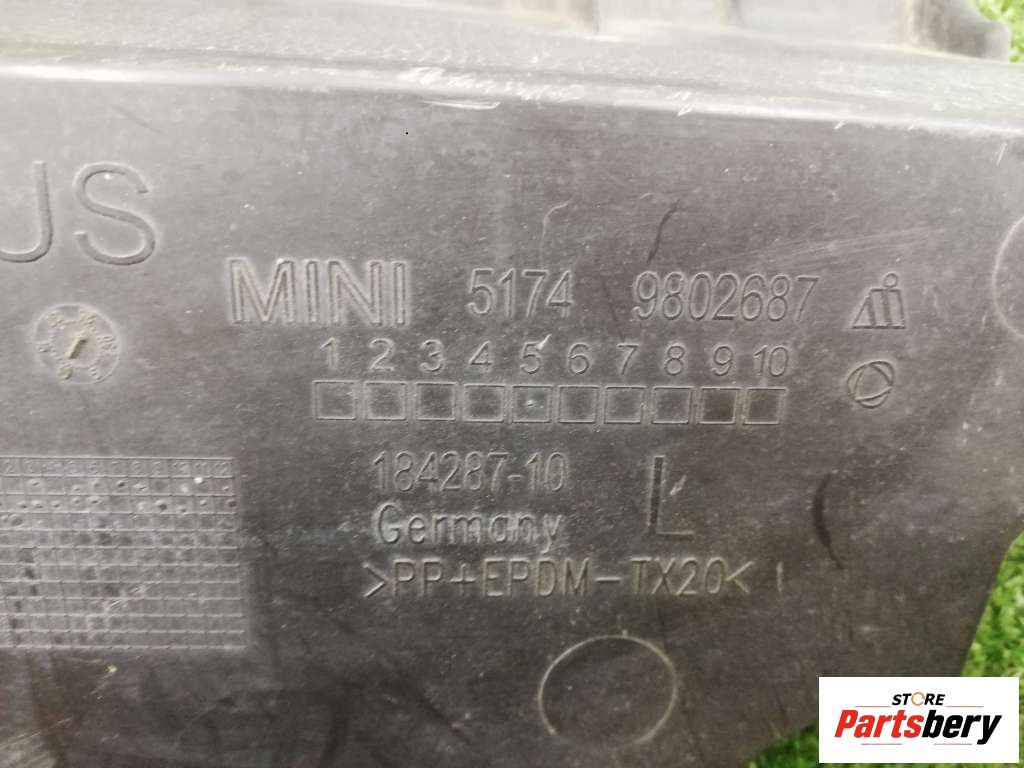 US
MINI 5174 9802687
1 2 3 4 5 6 7 8 9 10
184287-10 L
Germany
>PP+EPDM-TX20<
STORE
Partsbery